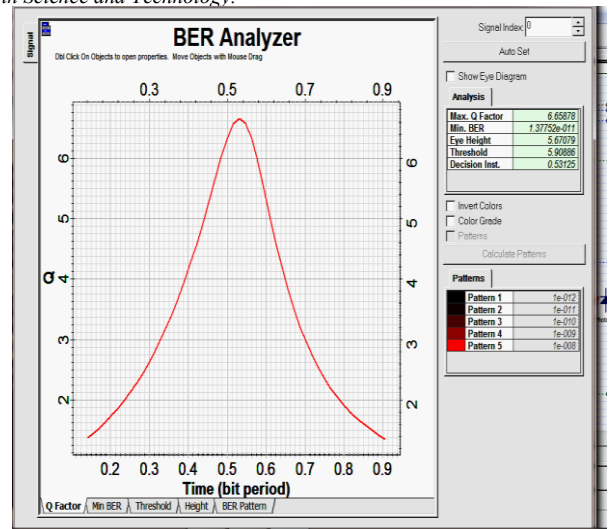 in Science and Technology.
Signal
BER Analyzer
Dbl Click On Objects to open properties. Move Objects with Mouse Drag
0.3 0.5 0.7 0.9
6 6
5 5
Q
4 4
3 3
2 2
0.2 0.3 0.4 0.5 0.6 0.7 0.8 0.9
Time (bit period)
Q Factor Min BER Threshold Height BER Pattern
Signal Index: 0
Auto Set
Show Eye Diagram
Analysis
Max. Q Factor 6.65878
Min. BER 1.37752e-011
Eye Height 5.67079
Threshold 5.90886
Decision Inst. 0.53125
Invert Colors
Color Grade
Patterns
Calculate Patterns
Patterns
Pattern 1 1e-012
Pattern 2 1e-011
Pattern 3 1e-010
Pattern 4 1e-009
Pattern 5 1e-008